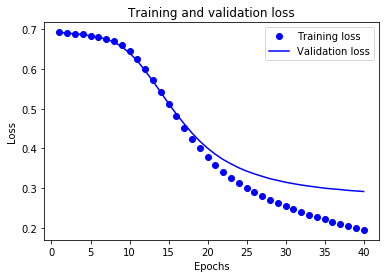 Training and validation loss
Training loss
Validation loss
Loss
0.7
0.6
0.5
0.4
0.3
0.2
0 5 10 15 20 25 30 35 40
Epochs